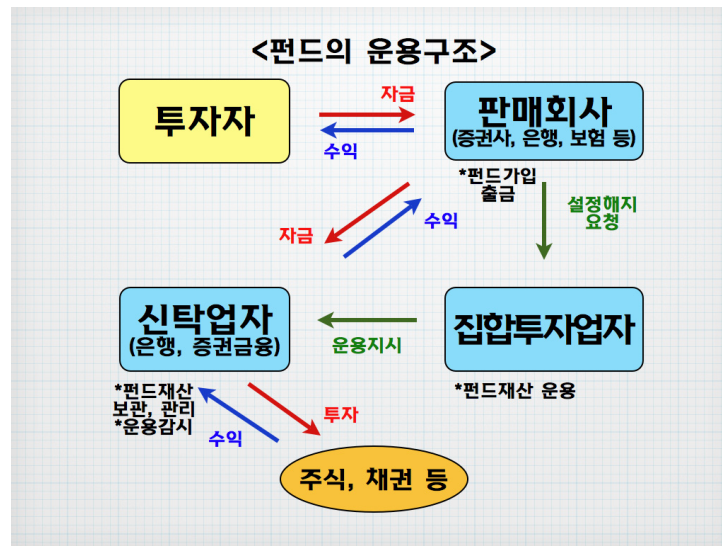 <펀드의 운용구조>
투자자
자금
수익
판매회사
(증권사, 은행, 보험 등)
*펀드가입
출금
설정해지
요청
자금
수익
신탁업자
(은행, 증권금융)
운용지시
집합투자업자
*펀드재산
보관, 관리
*운용감시
*펀드재산 운용
투자
수익
주식, 채권 등